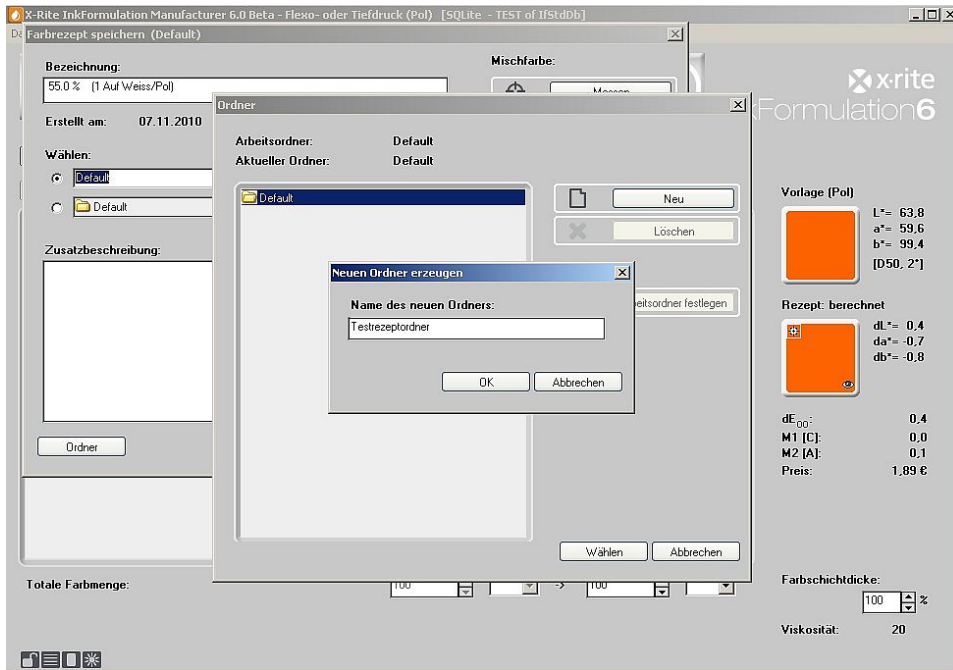 X-Rite InkFormulation Manufacturer 6.0 Beta - Flexo- oder Tiefdruck (Pol) [SQLite - TEST of IfStdDb]
Farbrezept speichern (Default)
Bezeichnung:
55.0 % (1 Auf Weiss/Pol)
Mischfarbe:
Erstellt am: 07.11.2010
Wählen:
Default
Default
Zusatzbeschreibung:
Ordner
Ordner
Arbeitsordner: Default
Aktueller Ordner: Default
Default
Neu
Löschen
beitsordner festlegen
Wählen
Abbrechen
Neuen Ordner erzeugen
Name des neuen Ordners:
Testrezeptordner
OK
Abbrechen
x·rite
kFormulation6
Vorlage (Pol)
L*= 63,8
a*= 59,6
b*= 99,4
[D50, 2°]
Rezept: berechnet
dL*= 0,4
da*= -0,7
db*= -0,8
dE00: 0,4
M1 [C]: 0,0
M2 [A]: 0,1
Preis: 1,89 €
Totale Farbmenge: 100 -> 100
Farbschichtdicke:
100 %
Viskosität: 20